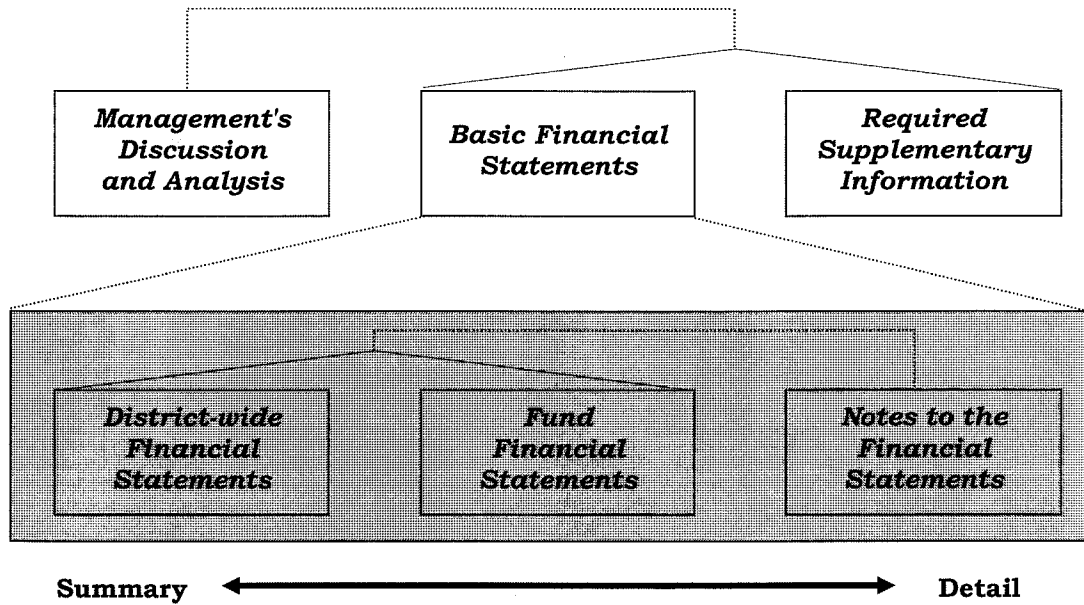 Management's
Discussion
and Analysis
Basic Financial
Statements
Required
Supplementary
Information
District-wide
Financial
Statements
Fund
Financial
Statements
Notes to the
Financial
Statements
Summary
Detail